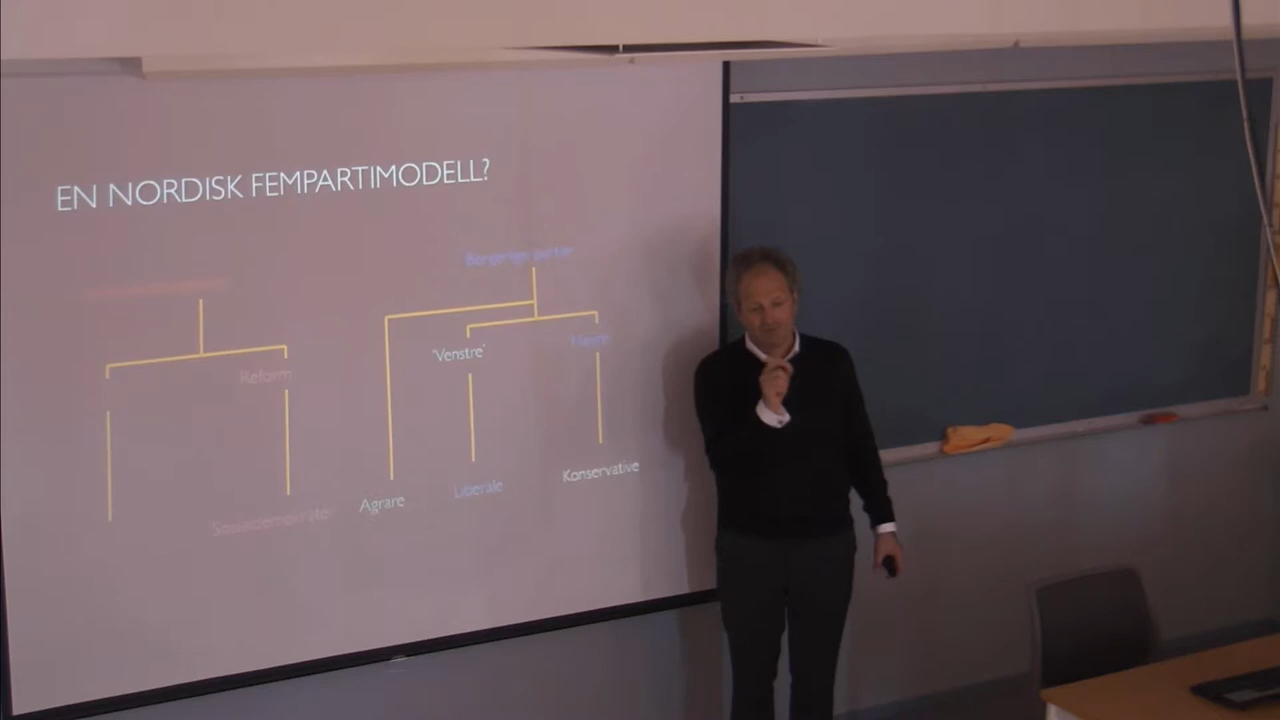 EN NORDISK FEMPARTIMODELL?
Borgerlige partier
'Venstre'
Høyre
Reform
Sosialdemokrater
Agrare
Liberale
Konservative